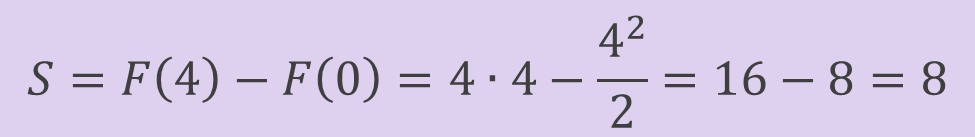 S = F(4) − F(0) = 4 · 4 − 4²/2 = 16 − 8 = 8